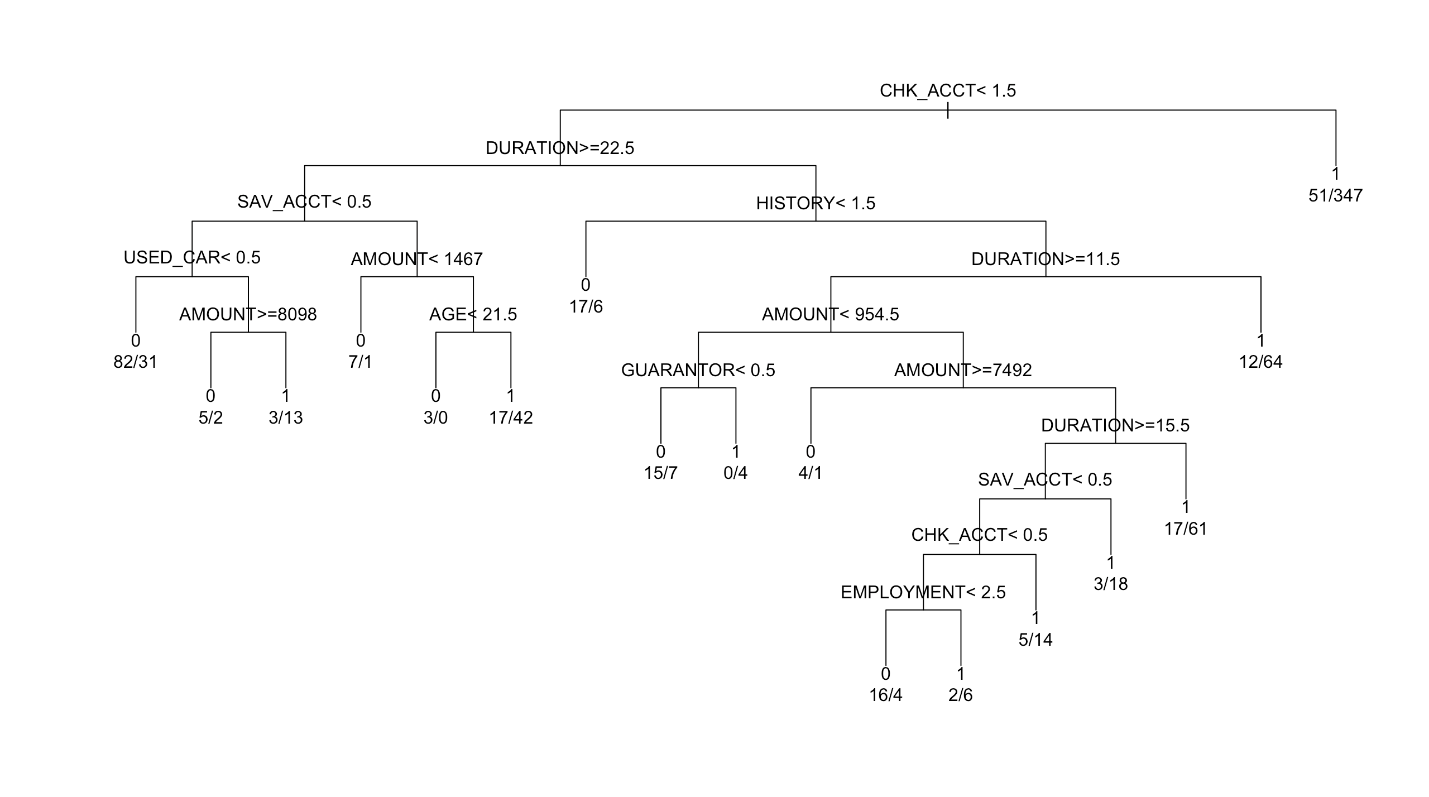 CHK_ACCT< 1.5
DURATION>=22.5
1
51/347
SAV_ACCT< 0.5
HISTORY< 1.5
USED_CAR< 0.5
AMOUNT< 1467
0
17/6
DURATION>=11.5
0
82/31
AMOUNT>=8098
0
7/1
AGE< 21.5
AMOUNT< 954.5
1
12/64
0
5/2
1
3/13
0
3/0
1
17/42
GUARANTOR< 0.5
AMOUNT>=7492
0
15/7
1
0/4
0
4/1
DURATION>=15.5
SAV_ACCT< 0.5
1
17/61
CHK_ACCT< 0.5
1
3/18
EMPLOYMENT< 2.5
1
5/14
0
16/4
1
2/6